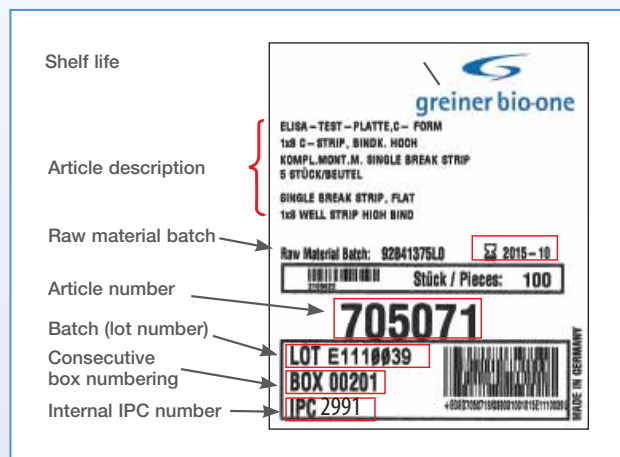 Shelf life
greiner bio-one
ELISA-TEST-PLATTE,C- FORM
1x8 C-STRIP, BINDK. HOCH
KOMPL.MONT.M. SINGLE BREAK STRIP
5 STÜCK/BEUTEL
Article description
SINGLE BREAK STRIP, FLAT
1x8 WELL STRIP HIGH BIND
Raw material batch
Raw Material Batch: 92841375L0 2015-10
Stück / Pieces: 100
Article number
705071
Batch (lot number)
LOT E1110039
Consecutive
box numbering
BOX 00201
Internal IPC number
IPC 2991
MADE IN GERMANY